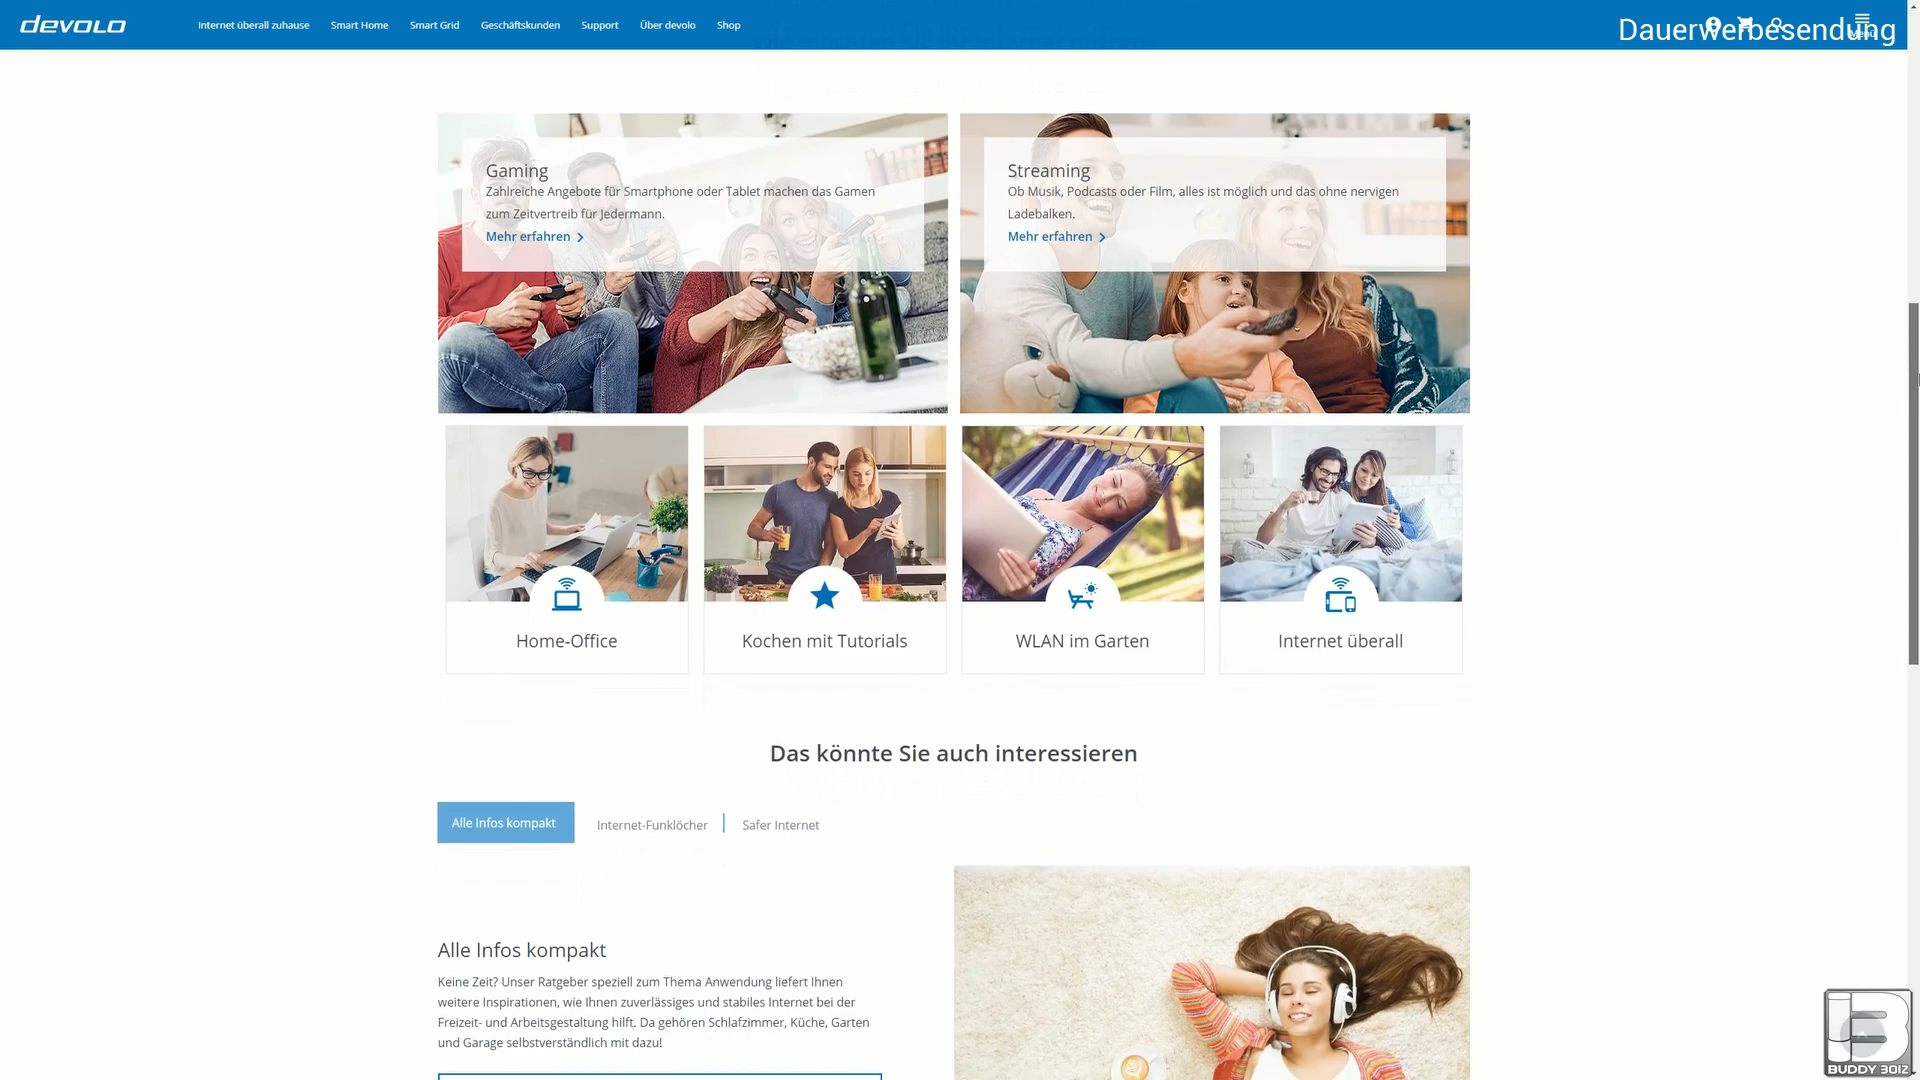 devolo
Internet überall zuhause
Smart Home
Smart Grid
Geschäftskunden
Support
Über devolo
Shop
Dauerwerbesendung
Gaming
Zahlreiche Angebote für Smartphone oder Tablet machen das Gamen
zum Zeitvertreib für Jedermann.
Mehr erfahren
Streaming
Ob Musik, Podcasts oder Film, alles ist möglich und das ohne nervigen
Ladebalken.
Mehr erfahren
Home-Office
Kochen mit Tutorials
WLAN im Garten
Internet überall
Das könnte Sie auch interessieren
Alle Infos kompakt
Internet-Funklöcher
Safer Internet
Alle Infos kompakt
Keine Zeit? Unser Ratgeber speziell zum Thema Anwendung liefert Ihnen
weitere Inspirationen, wie Ihnen zuverlässiges und stabiles Internet bei der
Freizeit- und Arbeitsgestaltung hilft. Da gehören Schlafzimmer, Küche, Garten
und Garage selbstverständlich mit dazu!
BUDDY 3012